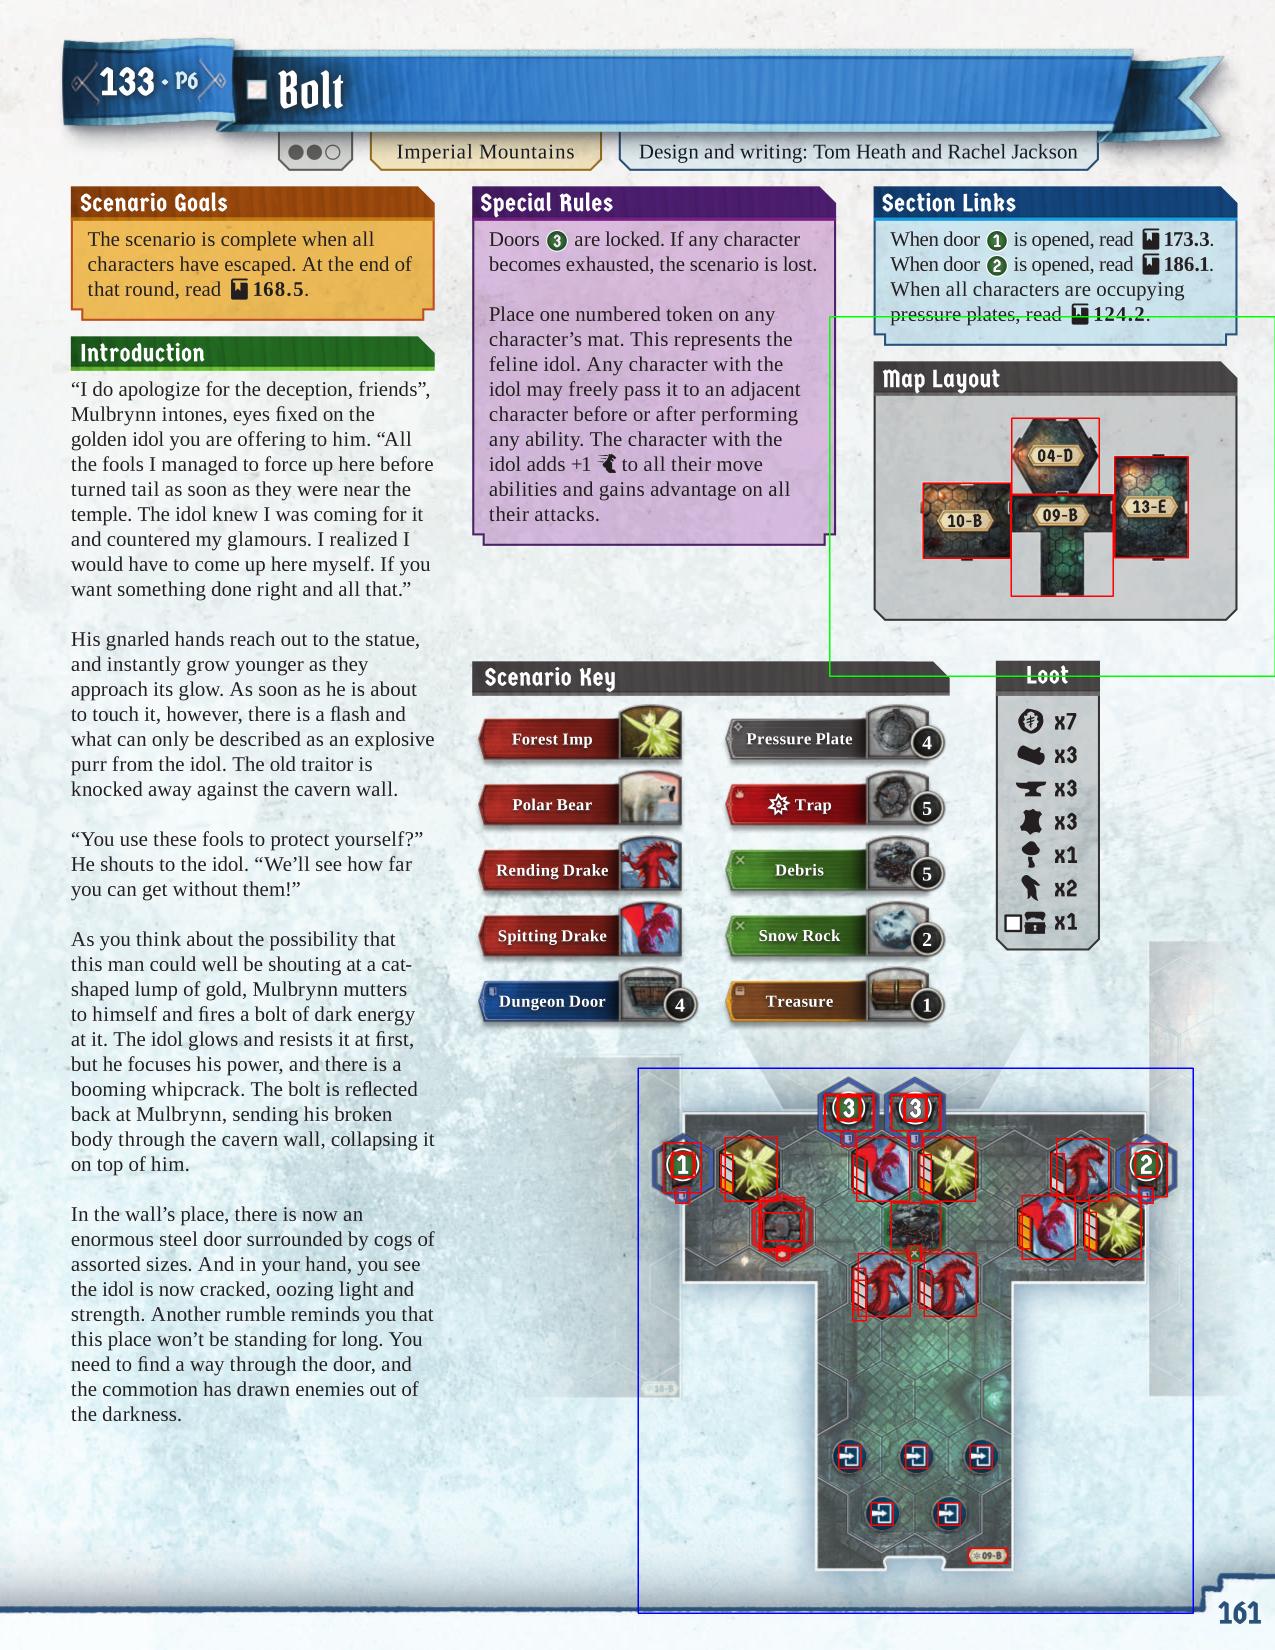 133 · P6
Bolt
Imperial Mountains
Design and writing: Tom Heath and Rachel Jackson
Scenario Goals
The scenario is complete when all
characters have escaped. At the end of
that round, read 168.5.
Introduction
“I do apologize for the deception, friends”,
Mulbrynn intones, eyes fixed on the
golden idol you are offering to him. “All
the fools I managed to force up here before
turned tail as soon as they were near the
temple. The idol knew I was coming for it
and countered my glamours. I realized I
would have to come up here myself. If you
want something done right and all that.”
His gnarled hands reach out to the statue,
and instantly grow younger as they
approach its glow. As soon as he is about
to touch it, however, there is a flash and
what can only be described as an explosive
purr from the idol. The old traitor is
knocked away against the cavern wall.
“You use these fools to protect yourself?”
He shouts to the idol. “We’ll see how far
you can get without them!”
As you think about the possibility that
this man could well be shouting at a cat-
shaped lump of gold, Mulbrynn mutters
to himself and fires a bolt of dark energy
at it. The idol glows and resists it at first,
but he focuses his power, and there is a
booming whipcrack. The bolt is reflected
back at Mulbrynn, sending his broken
body through the cavern wall, collapsing it
on top of him.
In the wall’s place, there is now an
enormous steel door surrounded by cogs of
assorted sizes. And in your hand, you see
the idol is now cracked, oozing light and
strength. Another rumble reminds you that
this place won’t be standing for long. You
need to find a way through the door, and
the commotion has drawn enemies out of
the darkness.
Special Rules
Doors 3 are locked. If any character
becomes exhausted, the scenario is lost.
Place one numbered token on any
character’s mat. This represents the
feline idol. Any character with the
idol may freely pass it to an adjacent
character before or after performing
any ability. The character with the
idol adds +1 to all their move
abilities and gains advantage on all
their attacks.
Section Links
When door 1 is opened, read 173.3.
When door 2 is opened, read 186.1.
When all characters are occupying
pressure plates, read 124.2.
Map Layout
04-D
10-B
09-B
13-E
Scenario Key
Forest Imp
Polar Bear
Rending Drake
Spitting Drake
Dungeon Door 4
Pressure Plate 4
Trap 5
Debris 5
Snow Rock 2
Treasure 1
Loot
x7
x3
x3
x3
x1
x2
x1
3
3
1
2
10-B
09-B
161